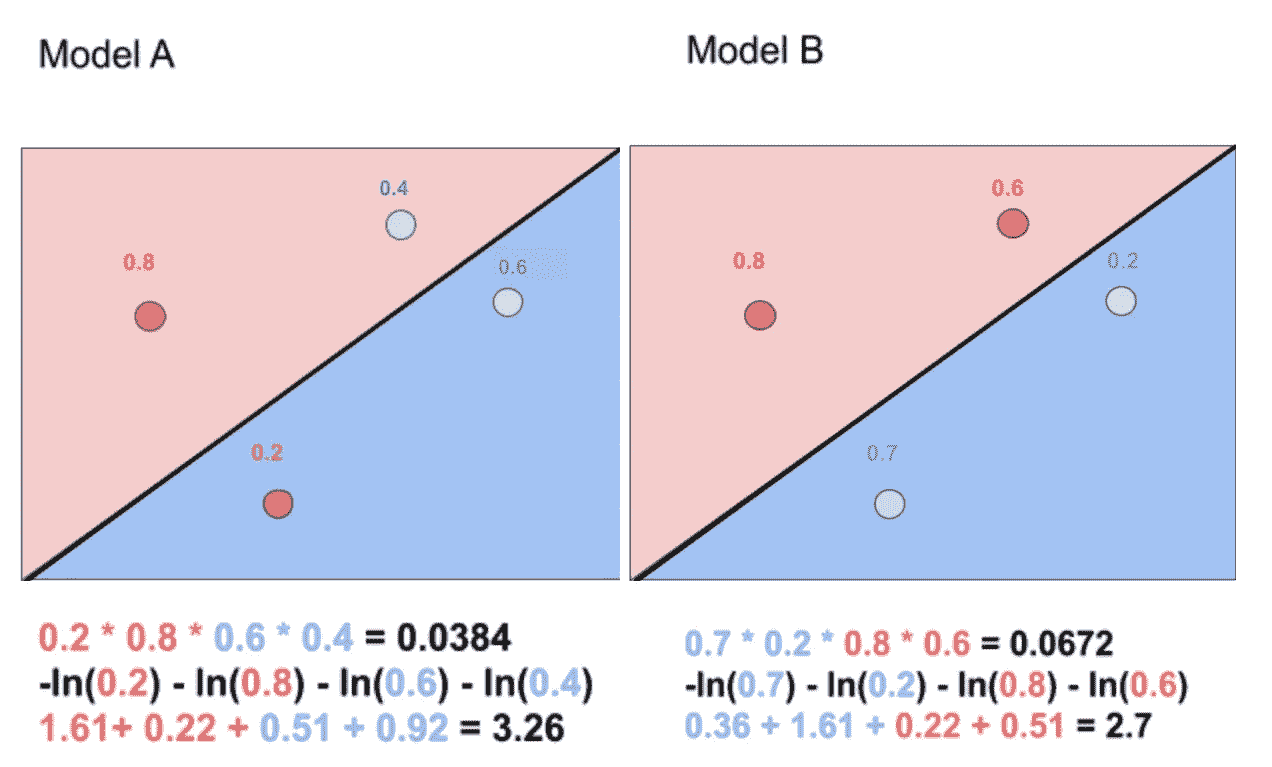 Model A
Model B
0.4
0.8
0.6
0.2
0.6
0.8
0.2
0.7
0.2 * 0.8 * 0.6 * 0.4 = 0.0384
-ln(0.2) - ln(0.8) - ln(0.6) - ln(0.4)
1.61+ 0.22 + 0.51 + 0.92 = 3.26
0.7 * 0.2 * 0.8 * 0.6 = 0.0672
-ln(0.7) - ln(0.2) - ln(0.8) - ln(0.6)
0.36 + 1.61 + 0.22 + 0.51 = 2.7